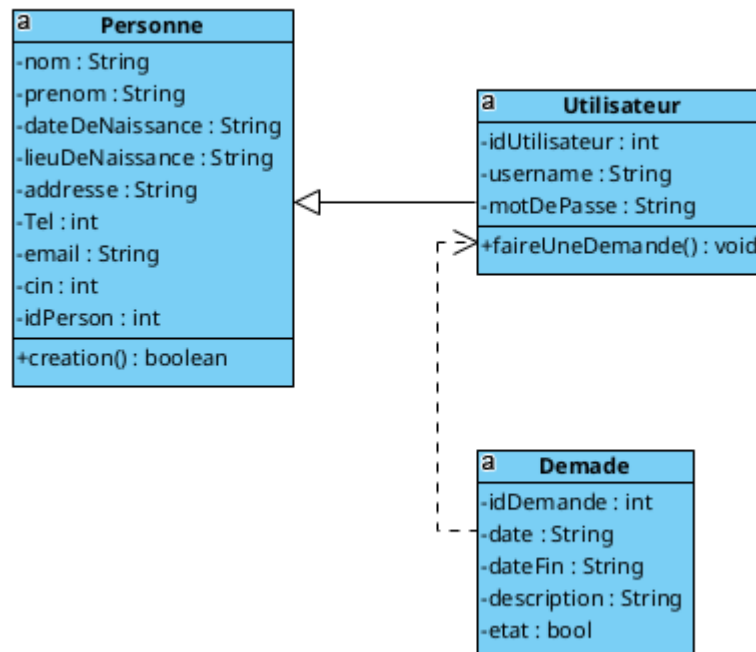 a
Personne
-nom : String
-prenom : String
-dateDeNaissance : String
-lieuDeNaissance : String
-addresse : String
-Tel : int
-email : String
-cin : int
-idPerson : int
+creation() : boolean
a
Utilisateur
-idUtilisateur : int
-username : String
-motDePasse : String
+faireUneDemande() : void
a
Demade
-idDemande : int
-date : String
-dateFin : String
-description : String
-etat : bool